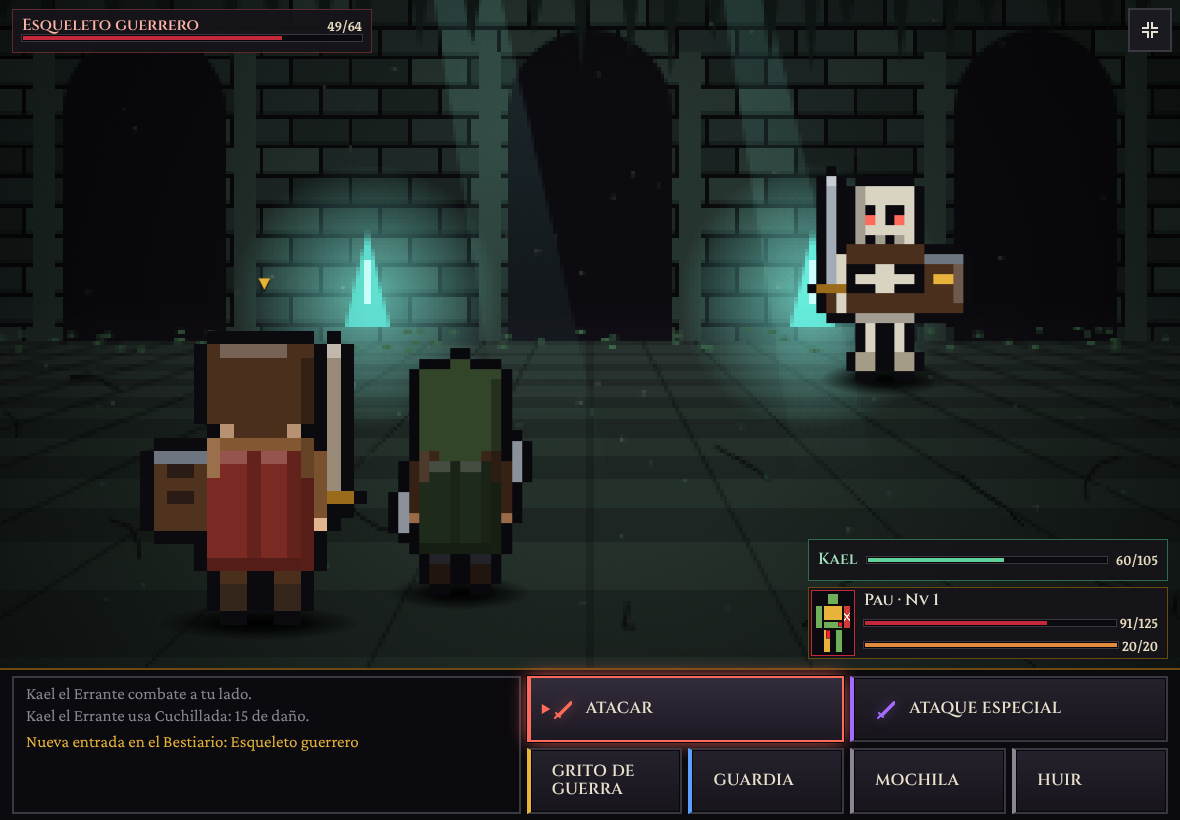 Esqueleto guerrero 49/64
Kael 60/105
Pau · Nv 1
91/125
20/20
Kael el Errante combate a tu lado.
Kael el Errante usa Cuchillada: 15 de daño.
Nueva entrada en el Bestiario: Esqueleto guerrero
ATACAR
ATAQUE ESPECIAL
GRITO DE
GUERRA
GUARDIA
MOCHILA
HUIR